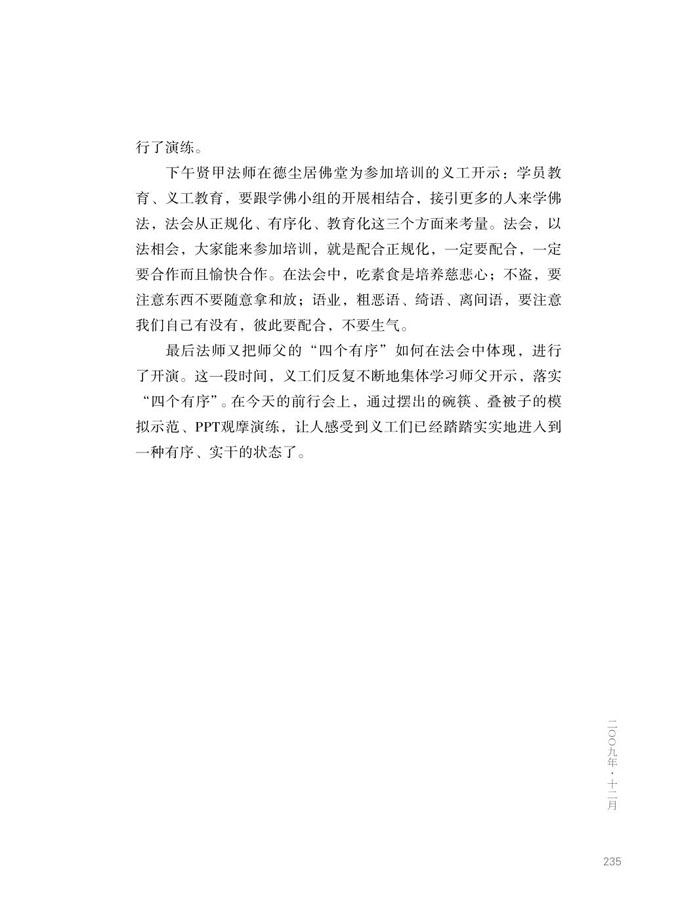 行了演练。
下午贤甲法师在德尘居佛堂为参加培训的义工开示：学员教
育、义工教育，要跟学佛小组的开展相结合，接引更多的人来学佛
法，法会从正规化、有序化、教育化这三个方面来考量。法会，以
法相会，大家能来参加培训，就是配合正规化，一定要配合，一定
要合作而且愉快合作。在法会中，吃素食是培养慈悲心；不盗，要
注意东西不要随意拿和放；语业，粗恶语、绮语、离间语，要注意
我们自己有没有，彼此要配合，不要生气。
最后法师又把师父的“四个有序”如何在法会中体现，进行
了开演。这一段时间，义工们反复不断地集体学习师父开示，落实
“四个有序”。在今天的前行会上，通过摆出的碗筷、叠被子的模
拟示范、PPT观摩演练，让人感受到义工们已经踏踏实实地进入到
一种有序、实干的状态了。
二〇〇九年·十二月
235